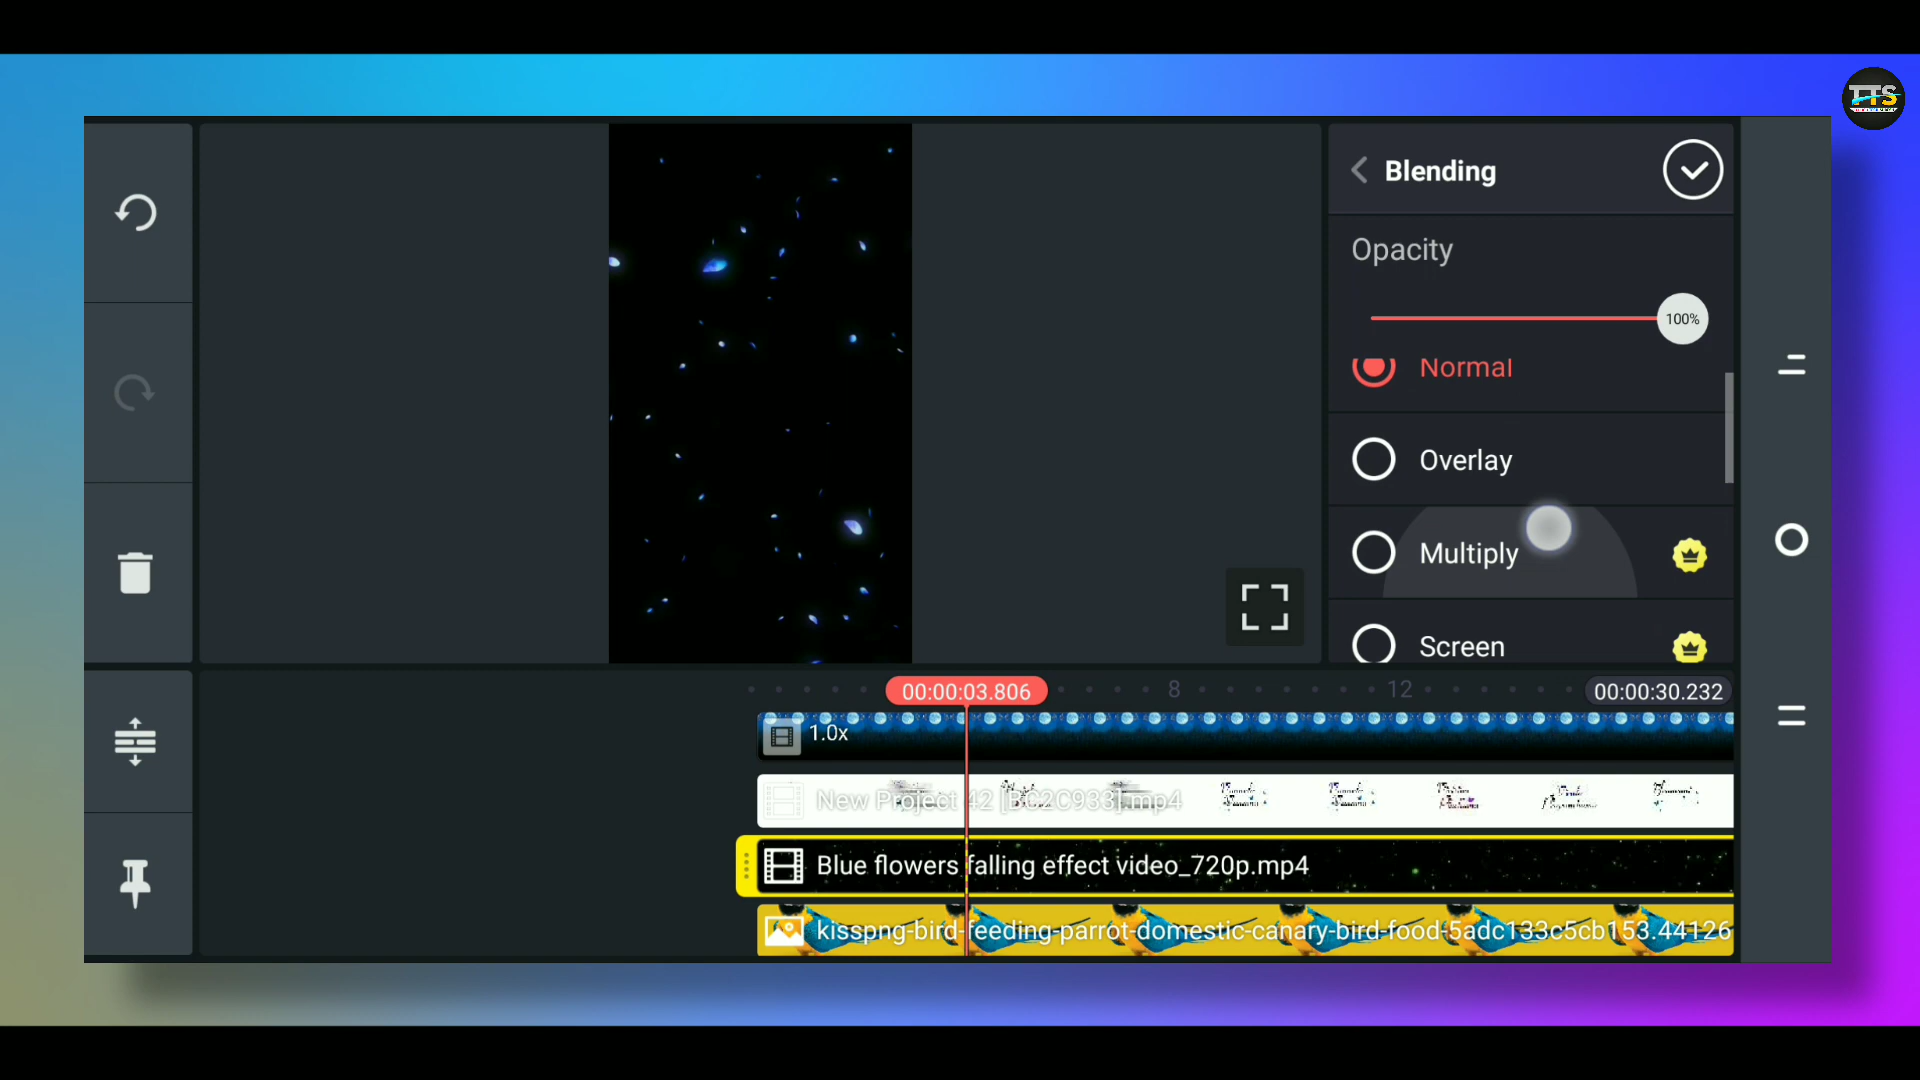 TTS
Blending
Opacity
100%
Normal
Overlay
Multiply
Screen
00:00:03.806
8
12
00:00:30.232
1.0x
New Project 42 [BC2C933].mp4
Blue flowers falling effect video_720p.mp4
kisspng-bird-feeding-parrot-domestic-canary-bird-food-5adc133c5cb153.44126